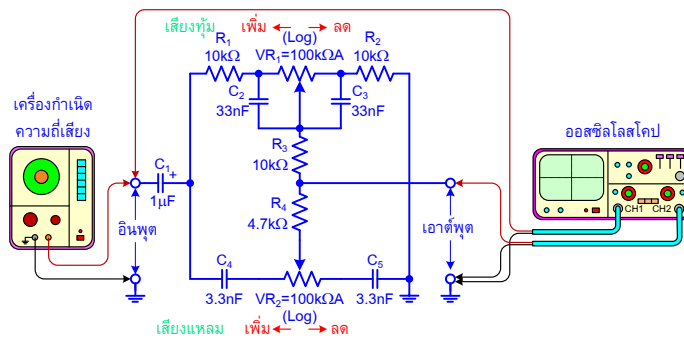 เสียงทุ้ม เพิ่ม (Log) ลด
R1 VR1=100kΩA R2
10kΩ 10kΩ
C2 C3
33nF 33nF
เครื่องกำเนิด
ความถี่เสียง
ออสซิลโลสโคป
R3
10kΩ
C1 +
1µF
CH1 CH2
R4
4.7kΩ
อินพุต
เอาต์พุต
C4 C5
3.3nF VR2=100kΩA 3.3nF
(Log)
เสียงแหลม เพิ่ม ลด